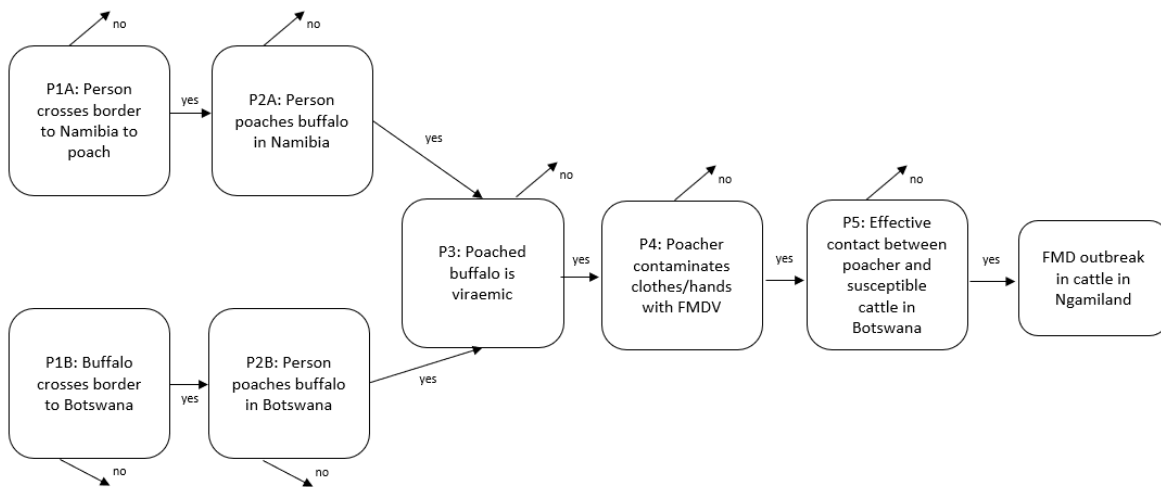 no
no
P1A: Person
crosses border
to Namibia to
poach
yes
P2A: Person
poaches buffalo
in Namibia
yes
no
no
no
P3: Poached
buffalo is
viraemic
yes
P4: Poacher
contaminates
clothes/hands
with FMDV
yes
P5: Effective
contact between
poacher and
susceptible
cattle in
Botswana
yes
FMD outbreak
in cattle in
Ngamiland
P1B: Buffalo
crosses border
to Botswana
yes
P2B: Person
poaches buffalo
in Botswana
yes
no
no